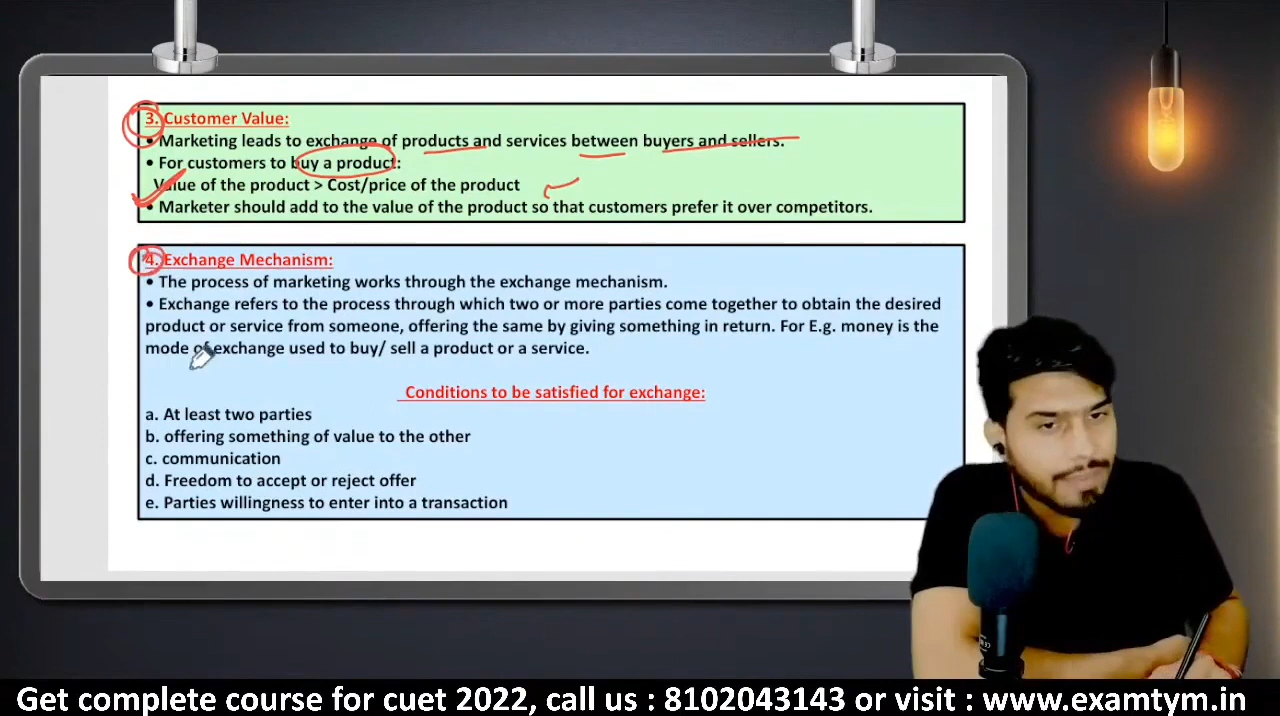 3. Customer Value:
• Marketing leads to exchange of products and services between buyers and sellers.
• For customers to buy a product:
Value of the product > Cost/price of the product
• Marketer should add to the value of the product so that customers prefer it over competitors.
4. Exchange Mechanism:
• The process of marketing works through the exchange mechanism.
• Exchange refers to the process through which two or more parties come together to obtain the desired
product or service from someone, offering the same by giving something in return. For E.g. money is the
mode of exchange used to buy/ sell a product or a service.
Conditions to be satisfied for exchange:
a. At least two parties
b. offering something of value to the other
c. communication
d. Freedom to accept or reject offer
e. Parties willingness to enter into a transaction
Get complete course for cuet 2022, call us : 8102043143 or visit : www.examtym.in